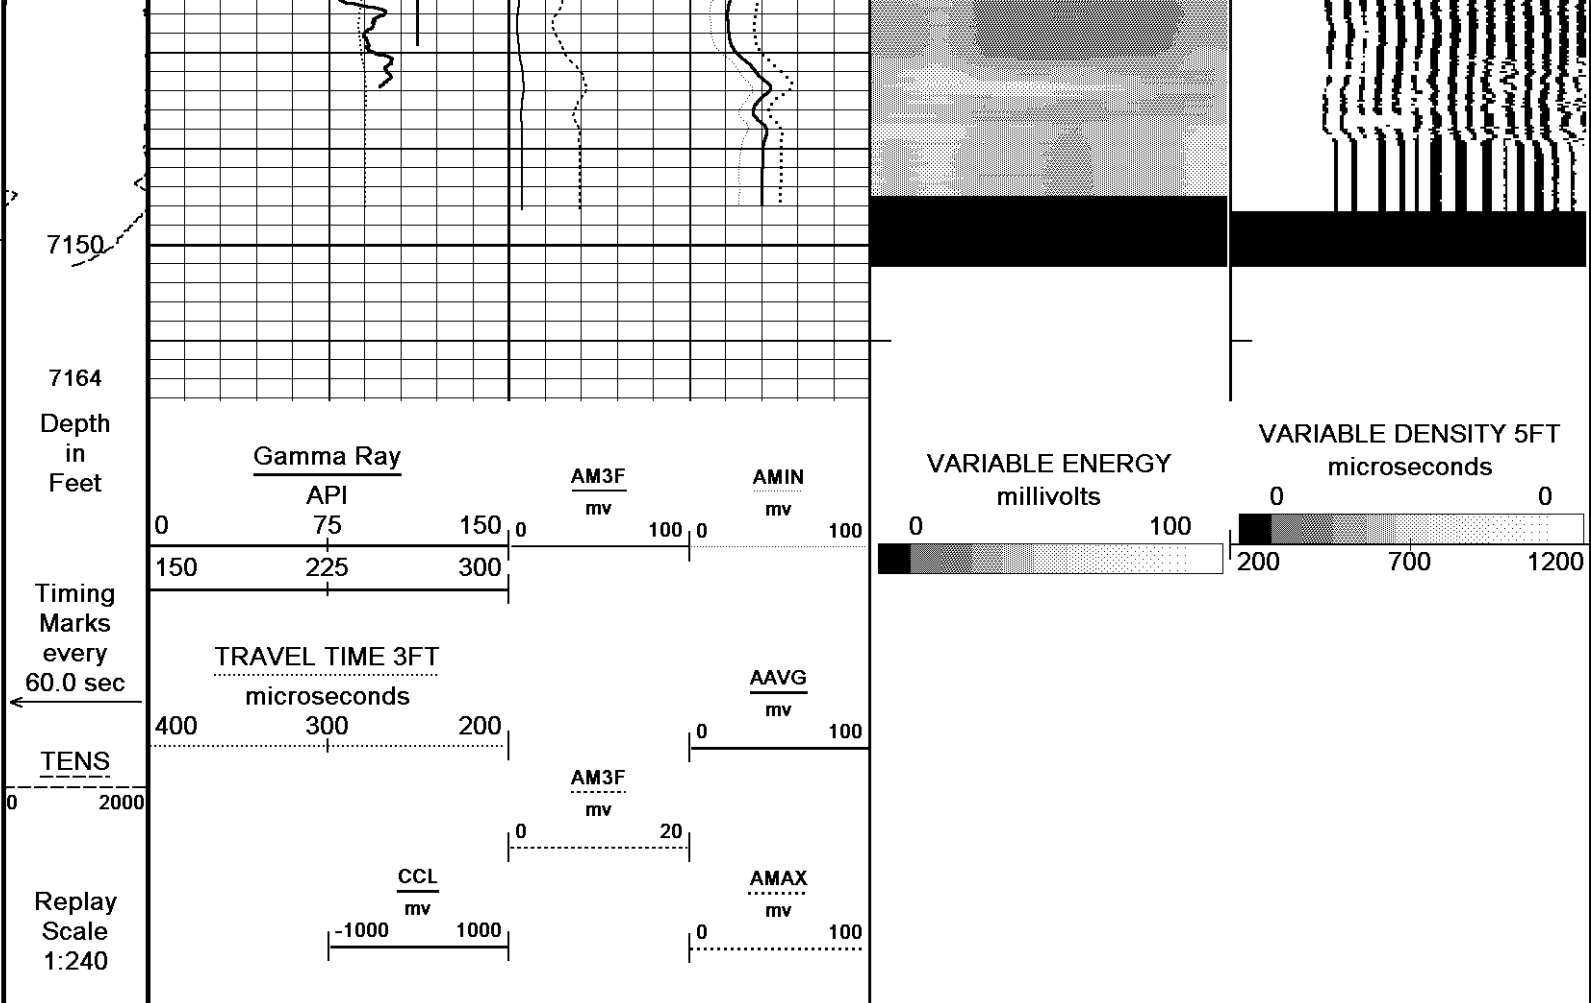 7150
7164
Depth
in
Feet
Timing
Marks
every
60.0 sec
TENS
0 2000
Replay
Scale
1:240
Gamma Ray
API
0 75 150
150 225 300
TRAVEL TIME 3FT
microseconds
400 300 200
CCL
mv
-1000 1000
AM3F
mv
0 100
AM3F
mv
0 20
AMIN
mv
0 100
AAVG
mv
0 100
AMAX
mv
0 100
VARIABLE ENERGY
millivolts
0 100
VARIABLE DENSITY 5FT
microseconds
0 0
200 700 1200